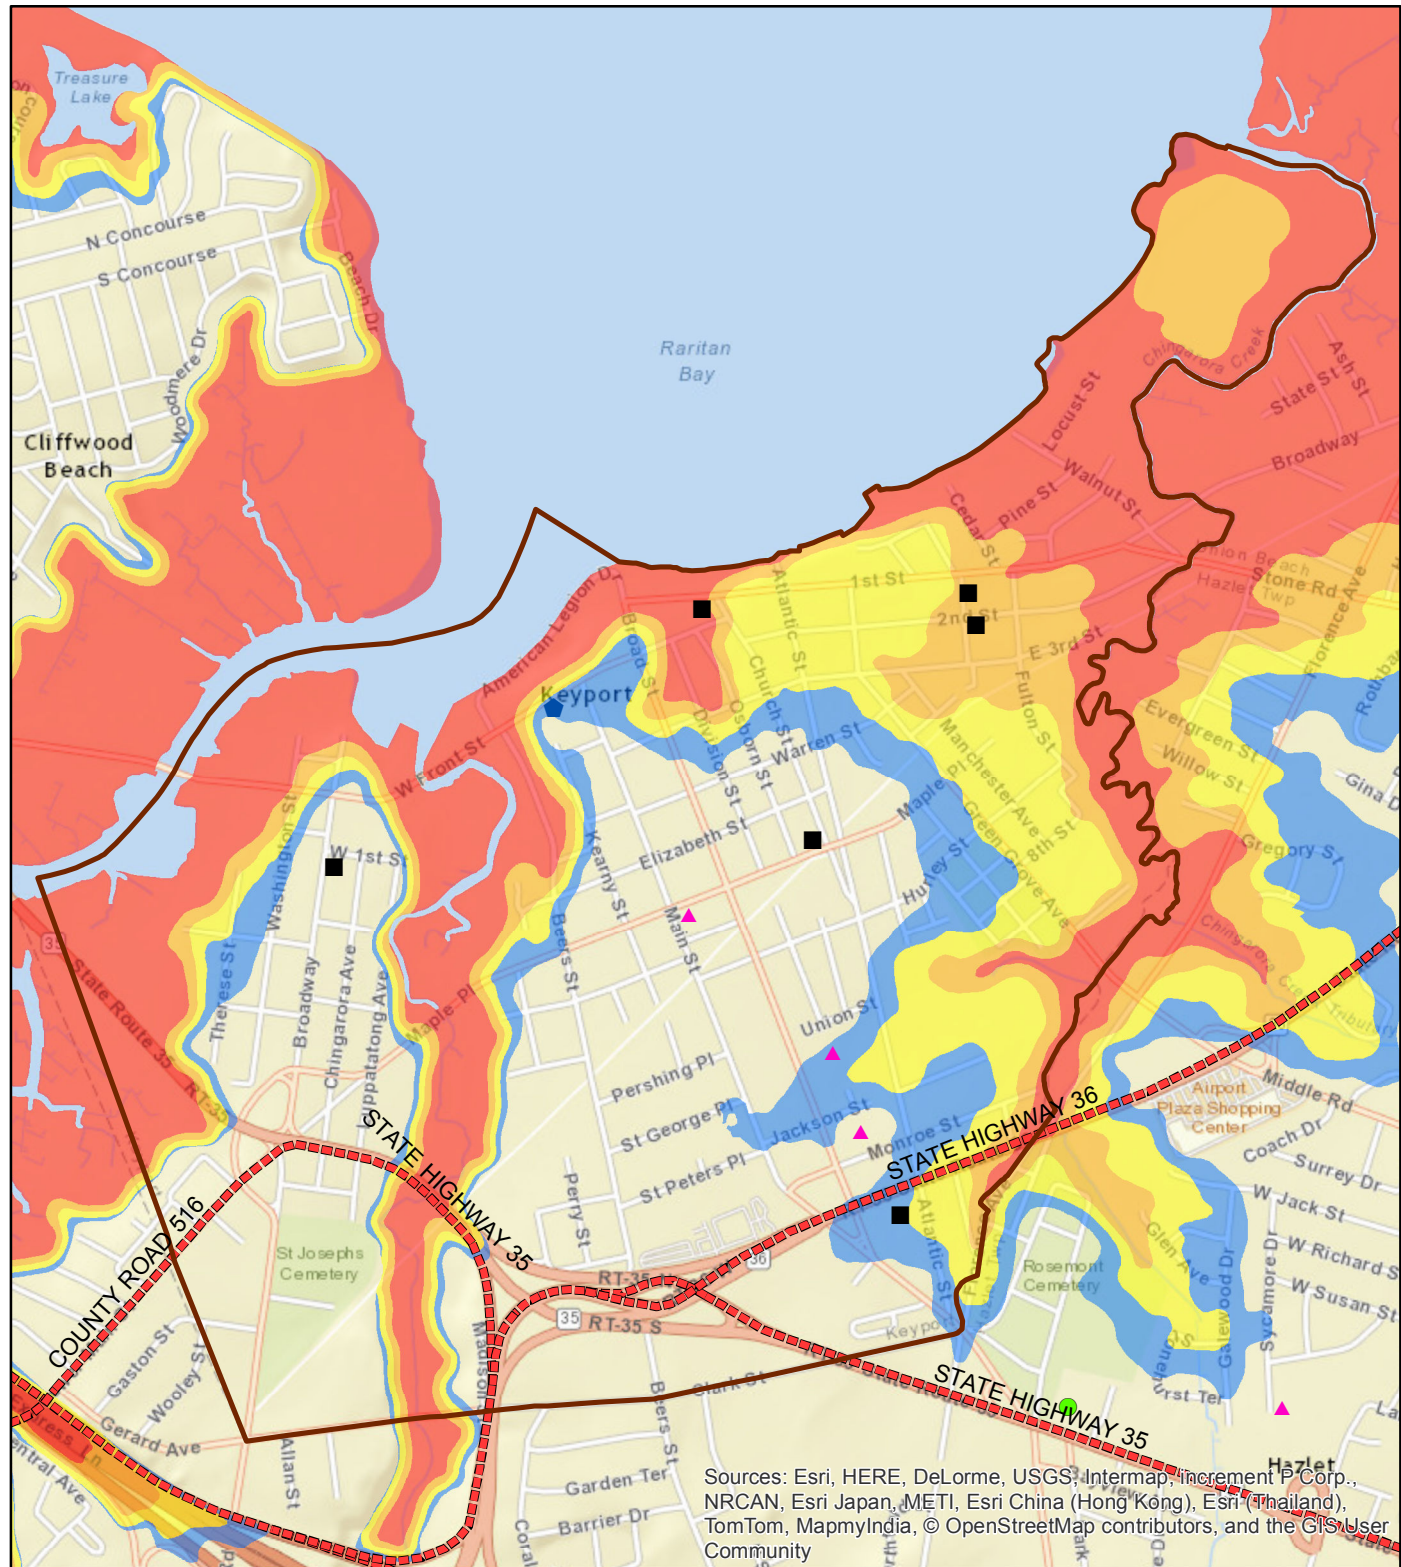 Treasure
Lake
N Concourse
S Concourse
Beach Dr
Woodmere Dr
Cliffwood
Beach
Raritan
Bay
Chingarora Creek
Ash St
State St
Locust St
Broadway
Walnut St
Pine St
Cedar St
Union Beach
Hazlet Twp
Stone Rd
Florence Ave
1st St
2nd St
E 3rd St
Atlantic St
American Legion Dr
Broad St
Keyport
Church St
Osborn St
Division St
Warren St
Fulton St
Manchester Ave
Evergreen St
Willow St
W Front St
Maple Pl
Green Grove Ave
8th St
Gregory St
Washington St
W 1st St
Elizabeth St
Kearny St
Hurley St
Main St
Beers St
35
State Route 35
RT-35
Therese St
Broadway
Chingarora Ave
Maple Pl
Union St
Pershing Pl
St George Pl
Jackson St
Monroe St
St Peters Pl
Perry St
Airport
Plaza Shopping
Center
Middle Rd
Coach Dr
Surrey Dr
W Jack St
W Richard S
W Susan St
STATE HIGHWAY 36
STATE HIGHWAY 35
COUNTY ROAD 516
St Josephs
Cemetery
Rosemont
Cemetery
Atlantic St
Glen Ave
Galewood Dr
Sycamore Dr
36
35
RT-35 S
Gaston St
Wooley St
Gerard Ave
Allan St
Clark St
Beers St
STATE HIGHWAY 35
Garden Ter
Barrier Dr
Hazlet
Sources: Esri, HERE, DeLorme, USGS, Intermap, increment P Corp.,
NRCAN, Esri Japan, METI, Esri China (Hong Kong), Esri (Thailand),
TomTom, MapmyIndia, © OpenStreetMap contributors, and the GIS User
Community